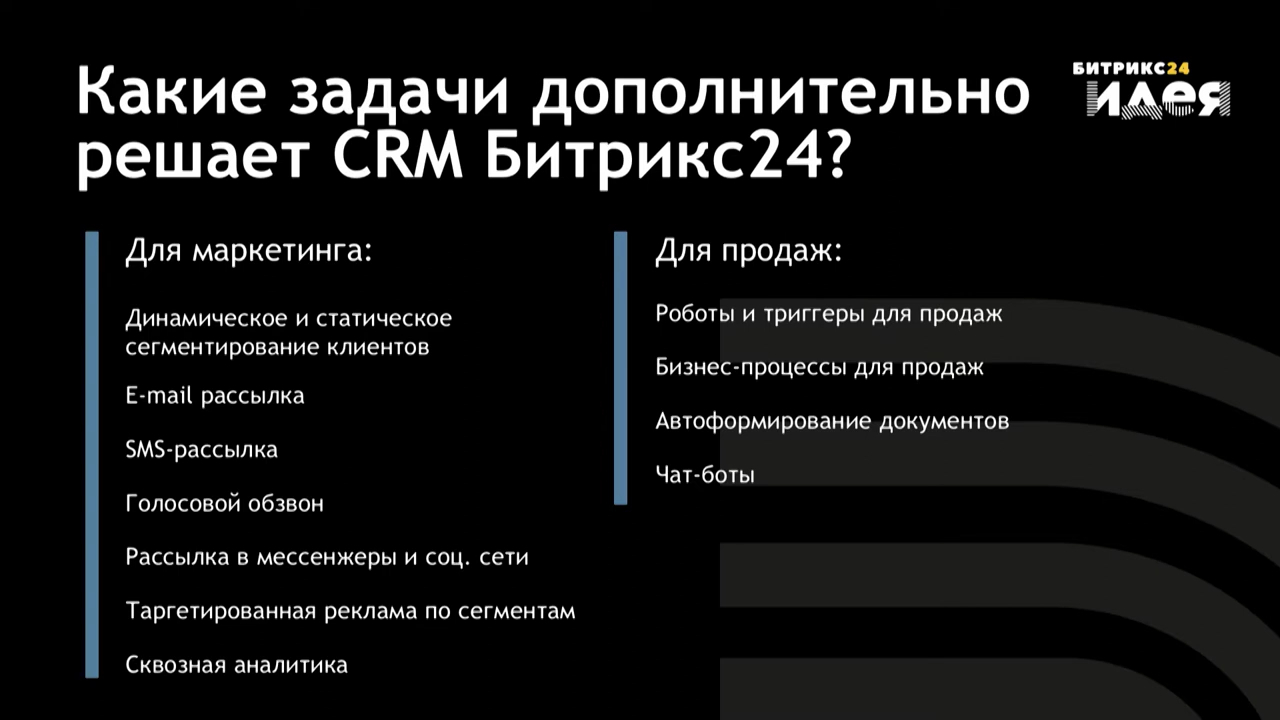 Какие задачи дополнительно
решает CRM Битрикс24?
БИТРИКС24
идея
Для маркетинга:
Динамическое и статическое
сегментирование клиентов
E-mail рассылка
SMS-рассылка
Голосовой обзвон
Рассылка в мессенжеры и соц. сети
Таргетированная реклама по сегментам
Сквозная аналитика
Для продаж:
Роботы и триггеры для продаж
Бизнес-процессы для продаж
Автоформирование документов
Чат-боты